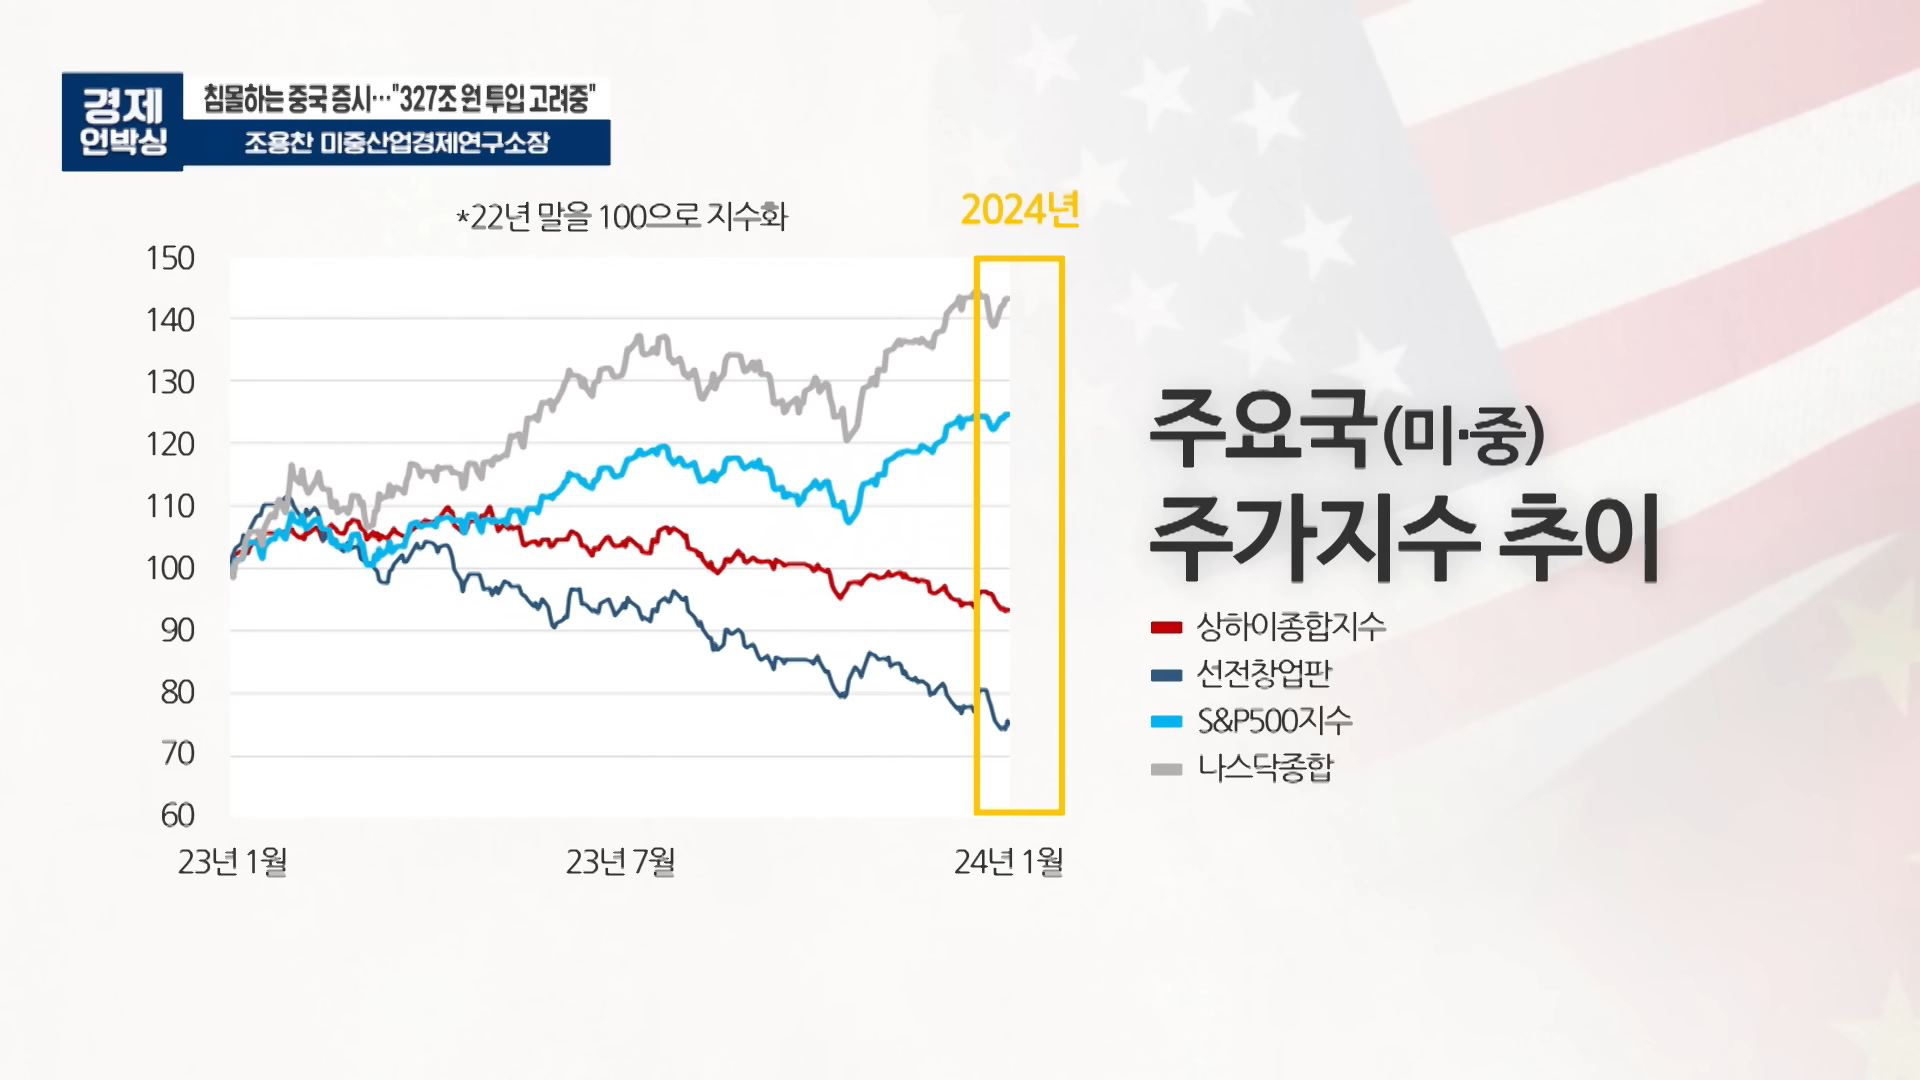 경제
언박싱
침몰하는 중국 증시…"327조 원 투입 고려중"
조용찬 미중산업경제연구소장
*22년 말을 100으로 지수화
2024년
150
140
130
120
110
100
90
80
70
60
23년 1월
23년 7월
24년 1월
주요국(미·중)
주가지수 추이
상하이종합지수
선전창업판
S&P500지수
나스닥종합